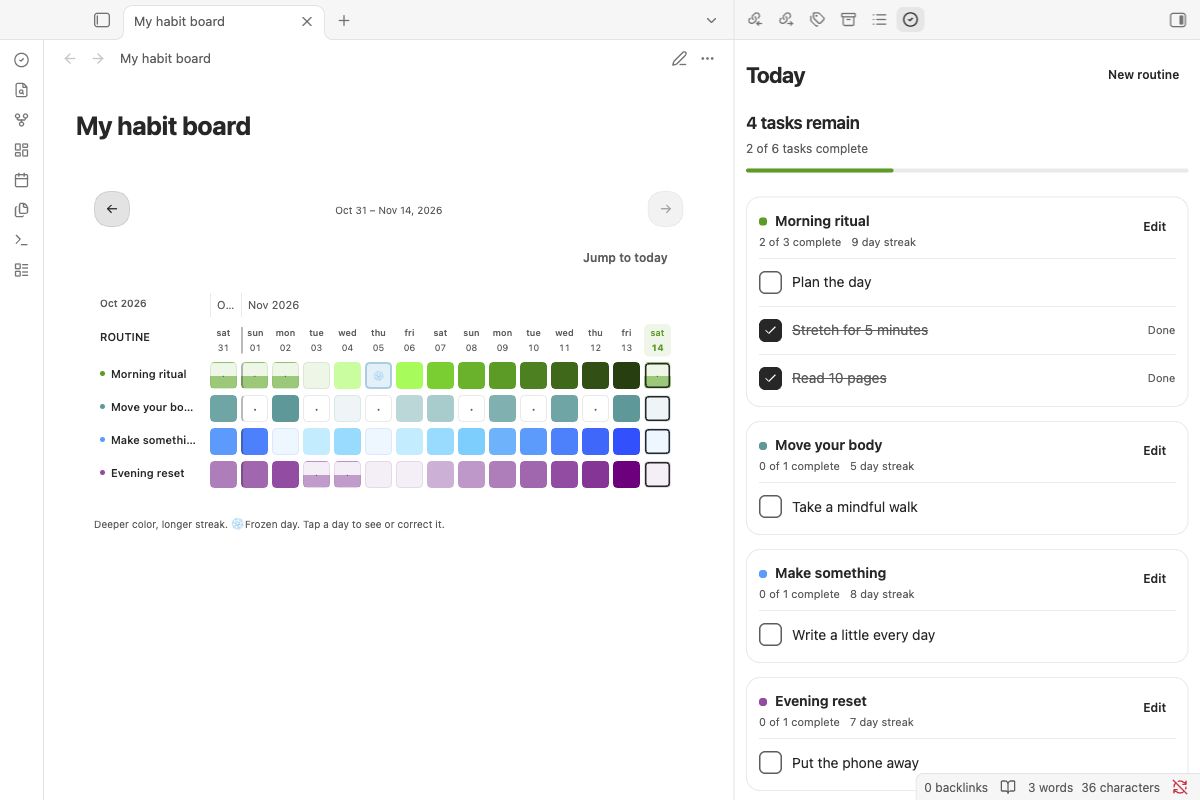 My habit board
My habit board
My habit board
Oct 31 – Nov 14, 2026
Jump to today
Oct 2026
O...
Nov 2026
ROUTINE
sat sun mon tue wed thu fri sat sun mon tue wed thu fri sat
31 01 02 03 04 05 06 07 08 09 10 11 12 13 14
Morning ritual
Move your bo...
Make somethi...
Evening reset
Deeper color, longer streak. Frozen day. Tap a day to see or correct it.
Today
New routine
4 tasks remain
2 of 6 tasks complete
Morning ritual
Edit
2 of 3 complete 9 day streak
Plan the day
Stretch for 5 minutes
Done
Read 10 pages
Done
Move your body
Edit
0 of 1 complete 5 day streak
Take a mindful walk
Make something
Edit
0 of 1 complete 8 day streak
Write a little every day
Evening reset
Edit
0 of 1 complete 7 day streak
Put the phone away
0 backlinks 3 words 36 characters